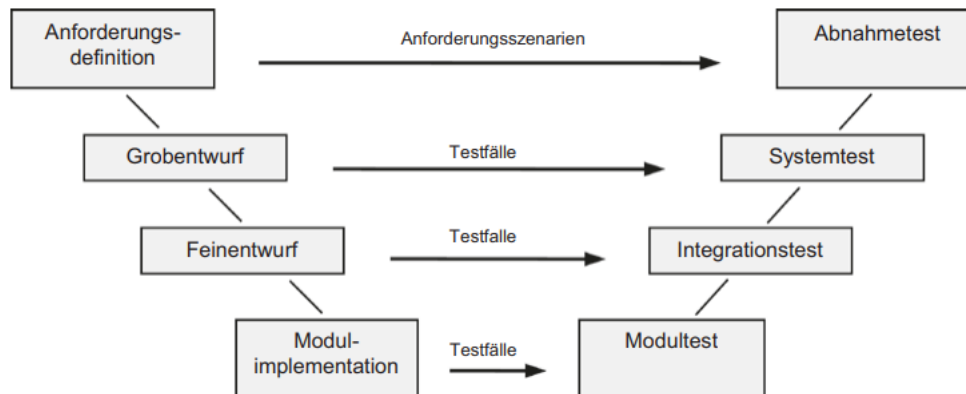 Anforderungs-
definition
Anforderungsszenarien
Abnahmetest
Grobentwurf
Testfälle
Systemtest
Feinentwurf
Testfalle
Integrationstest
Modul-
implementation
Testfälle
Modultest